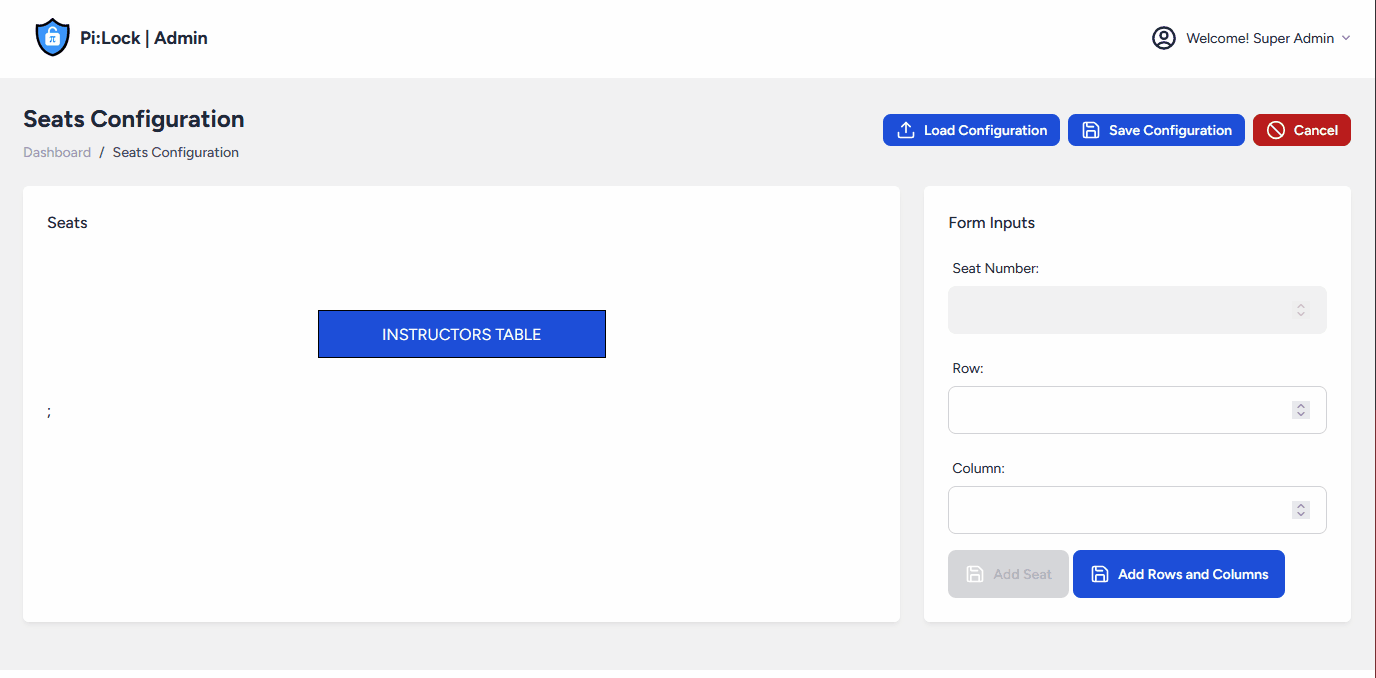 π
Pi:Lock | Admin
Welcome! Super Admin
Seats Configuration
Dashboard / Seats Configuration
Load Configuration
Save Configuration
Cancel
Seats
INSTRUCTORS TABLE
;
Form Inputs
Seat Number:
Row:
Column:
Add Seat
Add Rows and Columns